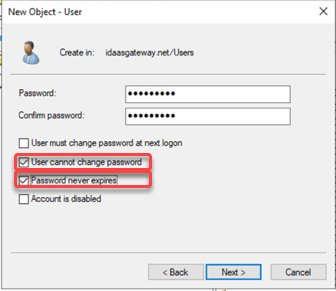 New Object - User
Create in: idaasgateway.net/Users
Password: •••••••••
Confirm password: •••••••••
User must change password at next logon
User cannot change password
Password never expires
Account is disabled
< Back Next > Cancel